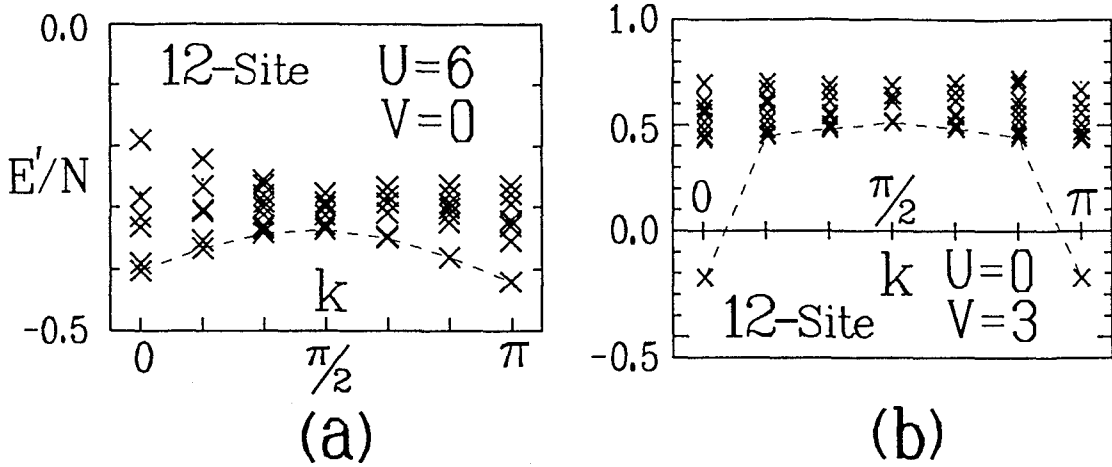 0.0
12-Site U=6
V=0
E'/N
k
-0.5
0 π/2 π
(a)
1.0
0.5
0 π/2 π
0.0
k U=0
12-Site V=3
-0.5
(b)